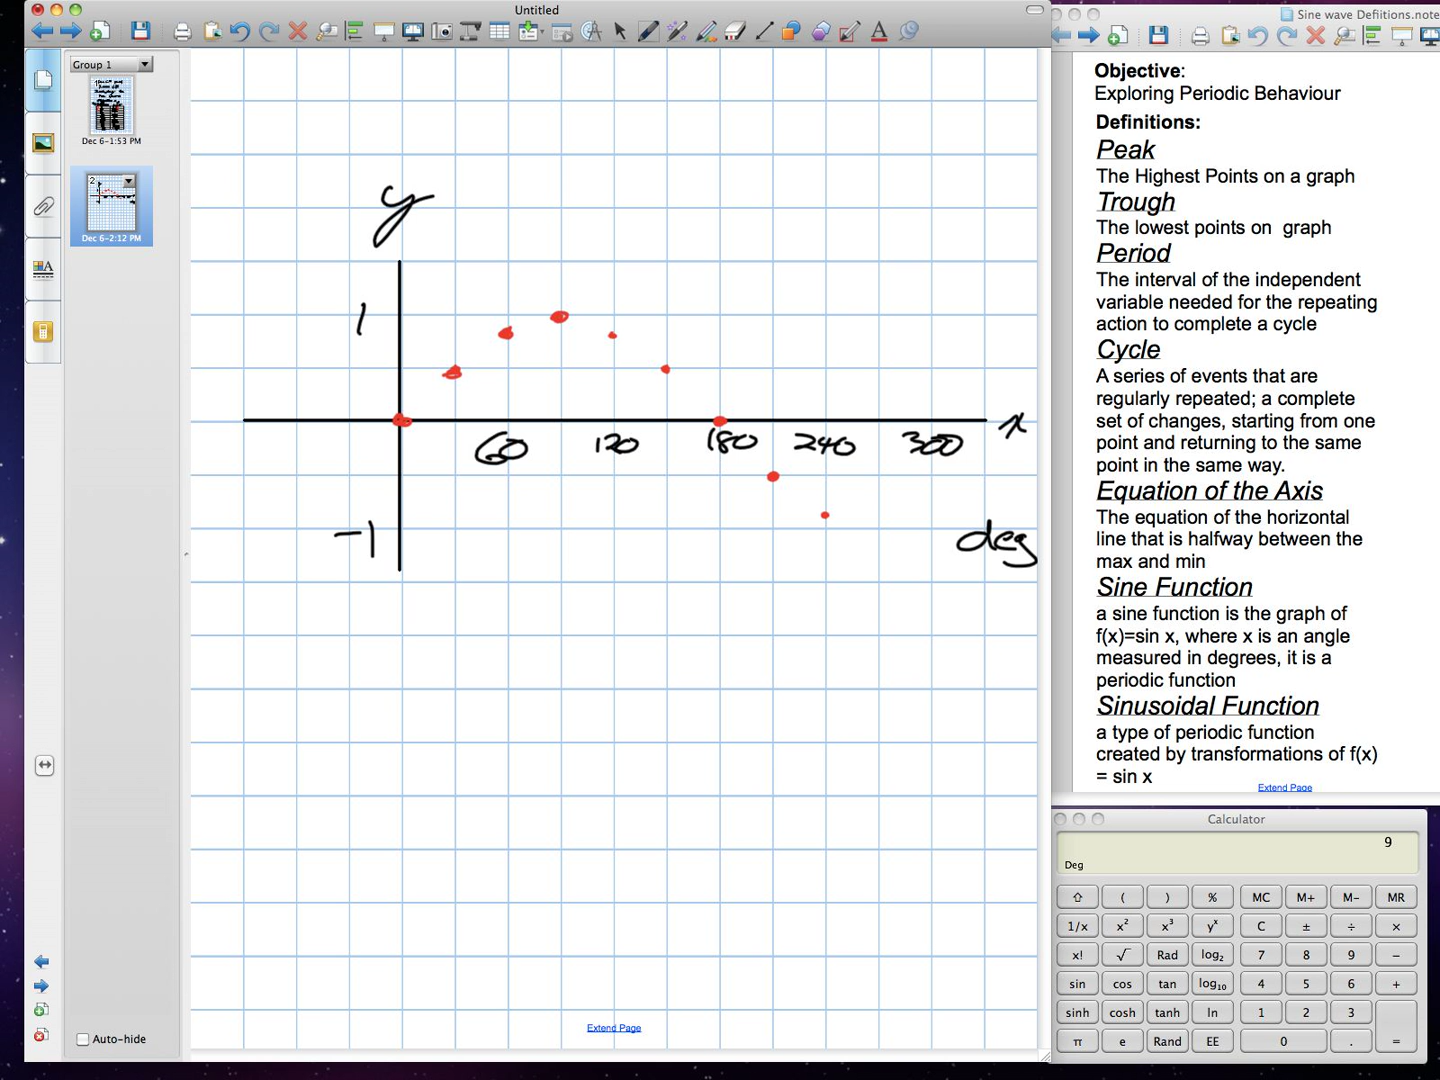 Untitled
Sine wave Defiitions.note
Group 1
Dec 6-1:53 PM
2
Dec 6-2:12 PM
y
1
x
60 120 180 240 300
-1
deg
Extend Page
Auto-hide
Objective:
Exploring Periodic Behaviour
Definitions:
Peak
The Highest Points on a graph
Trough
The lowest points on graph
Period
The interval of the independent
variable needed for the repeating
action to complete a cycle
Cycle
A series of events that are
regularly repeated; a complete
set of changes, starting from one
point and returning to the same
point in the same way.
Equation of the Axis
The equation of the horizontal
line that is halfway between the
max and min
Sine Function
a sine function is the graph of
f(x)=sin x, where x is an angle
measured in degrees, it is a
periodic function
Sinusoidal Function
a type of periodic function
created by transformations of f(x)
= sin x
Extend Page
Calculator
9
Deg
( ) % MC M+ M− MR
1/x x² x³ yˣ C ± ÷ ×
x! √ Rad log₂ 7 8 9 −
sin cos tan log₁₀ 4 5 6 +
sinh cosh tanh ln 1 2 3
π e Rand EE 0 . =